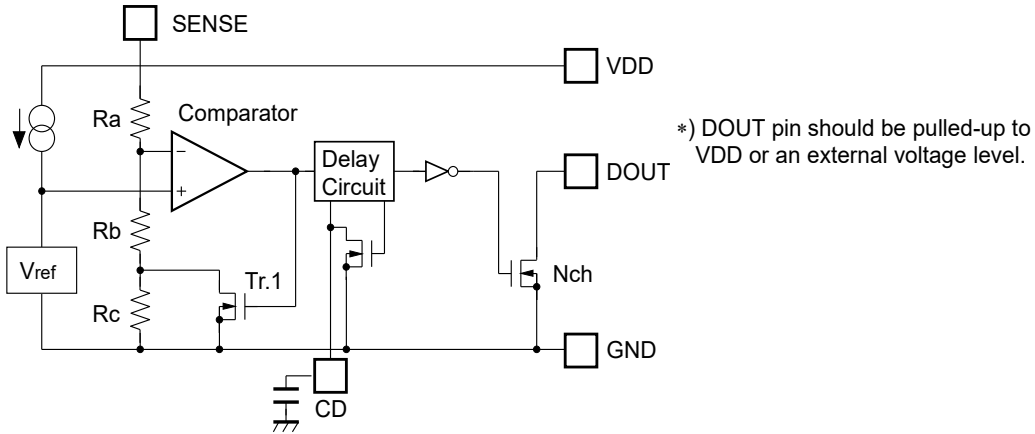 SENSE
VDD
Ra
Comparator
−
+
Delay
Circuit
DOUT
*) DOUT pin should be pulled-up to
VDD or an external voltage level.
Rb
Vref
Rc
Tr.1
Nch
GND
CD